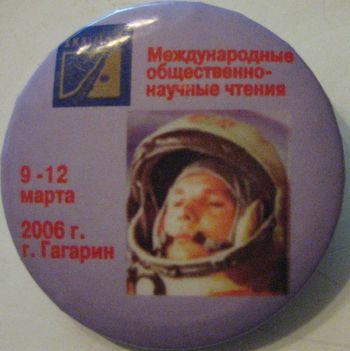 Международные
общественно-
научные чтения
9 -12
марта
2006 г.
г. Гагарин